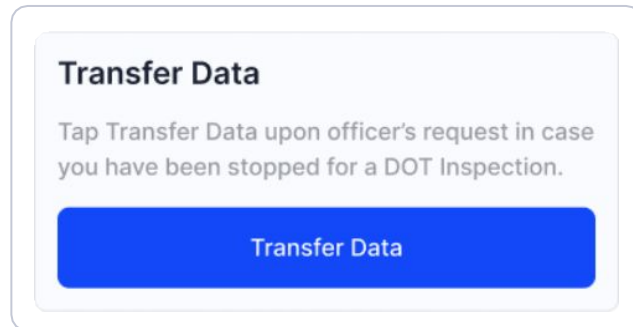 Transfer Data
Tap Transfer Data upon officer’s request in case
you have been stopped for a DOT Inspection.
Transfer Data